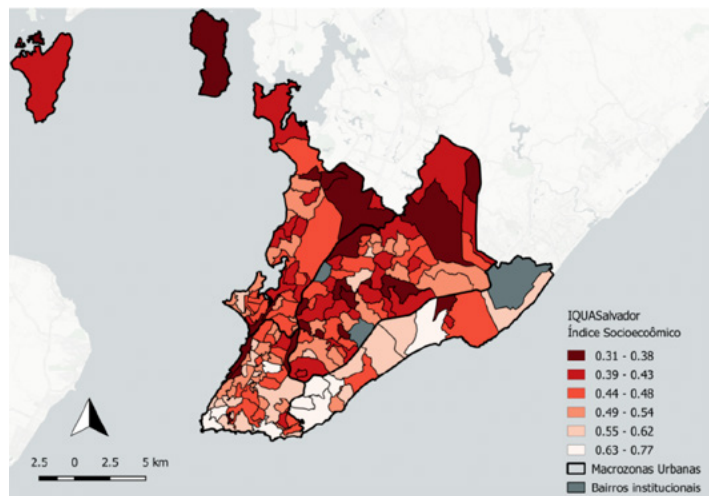 IQUASalvador
Índice Socioecômico
0.31 - 0.38
0.39 - 0.43
0.44 - 0.48
0.49 - 0.54
0.55 - 0.62
0.63 - 0.77
Macrozonas Urbanas
Bairros institucionais
2.5 0 2.5 5 km